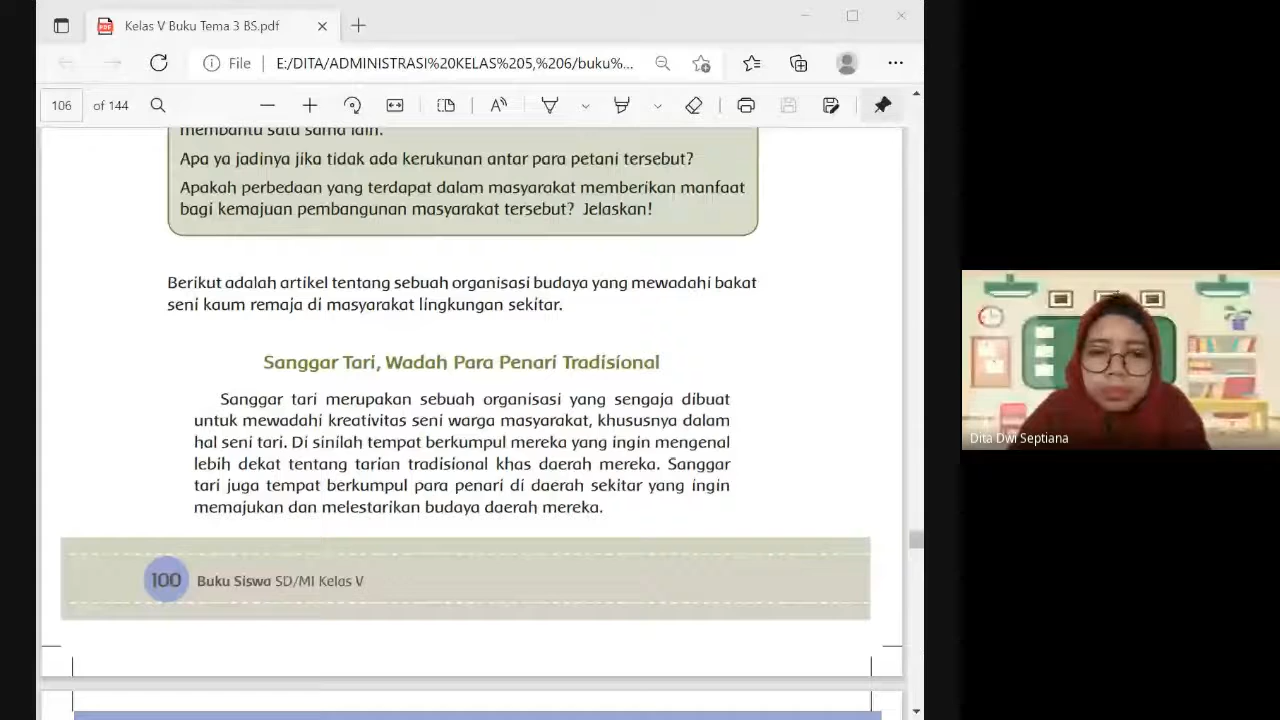 Kelas V Buku Tema 3 BS.pdf
File
E:/DITA/ADMINISTRASI%20KELAS%205,%206/buku%...
106 of 144
membantu satu sama lain.
Apa ya jadinya jika tidak ada kerukunan antar para petani tersebut?
Apakah perbedaan yang terdapat dalam masyarakat memberikan manfaat
bagi kemajuan pembangunan masyarakat tersebut? Jelaskan!
Berikut adalah artikel tentang sebuah organisasi budaya yang mewadahi bakat
seni kaum remaja di masyarakat lingkungan sekitar.
Sanggar Tari, Wadah Para Penari Tradisional
Sanggar tari merupakan sebuah organisasi yang sengaja dibuat
untuk mewadahi kreativitas seni warga masyarakat, khususnya dalam
hal seni tari. Di sinilah tempat berkumpul mereka yang ingin mengenal
lebih dekat tentang tarian tradisional khas daerah mereka. Sanggar
tari juga tempat berkumpul para penari di daerah sekitar yang ingin
memajukan dan melestarikan budaya daerah mereka.
100 Buku Siswa SD/MI Kelas V
Dita Dwi Septiana